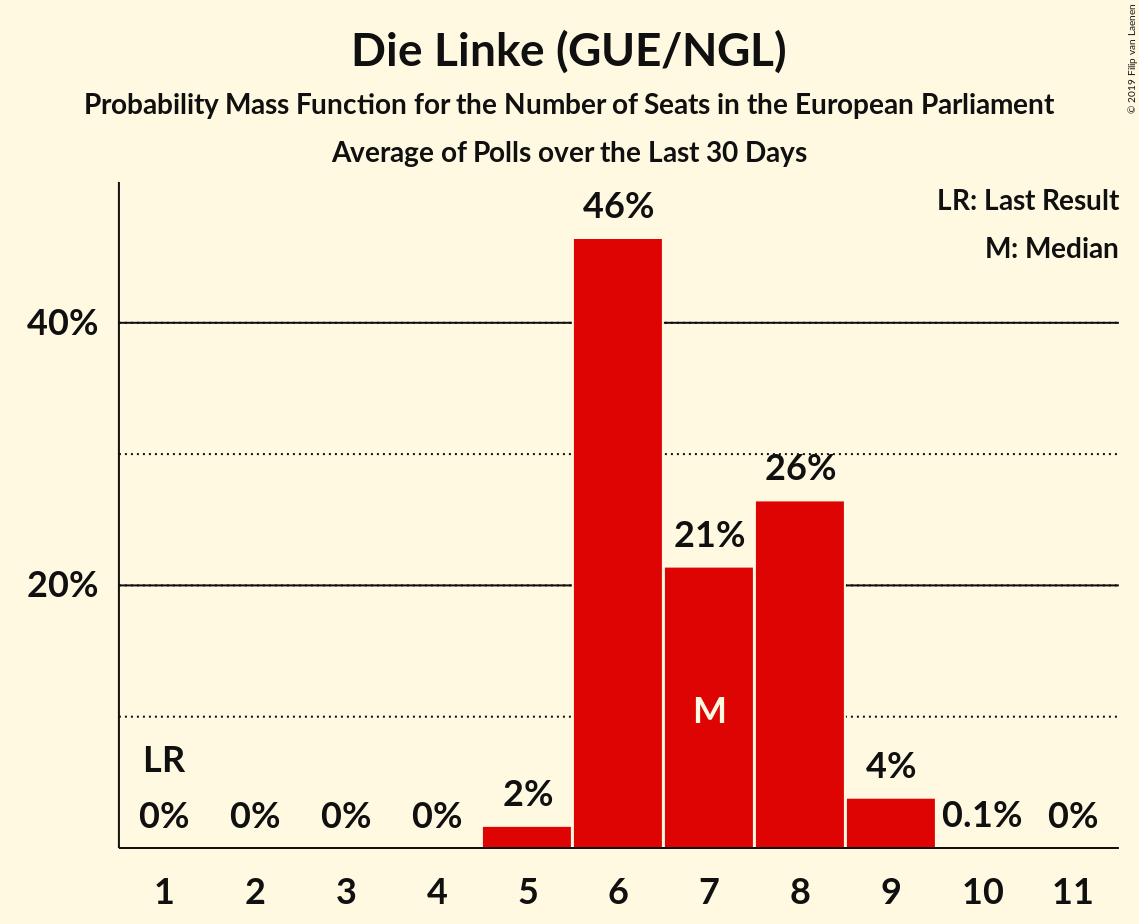 Die Linke (GUE/NGL)
Probability Mass Function for the Number of Seats in the European Parliament
Average of Polls over the Last 30 Days
© 2019 Filip van Laenen
LR: Last Result
M: Median
46%
40%
26%
21%
20%
M
LR
4%
2%
0% 0% 0% 0% 0.1% 0%
1 2 3 4 5 6 7 8 9 10 11